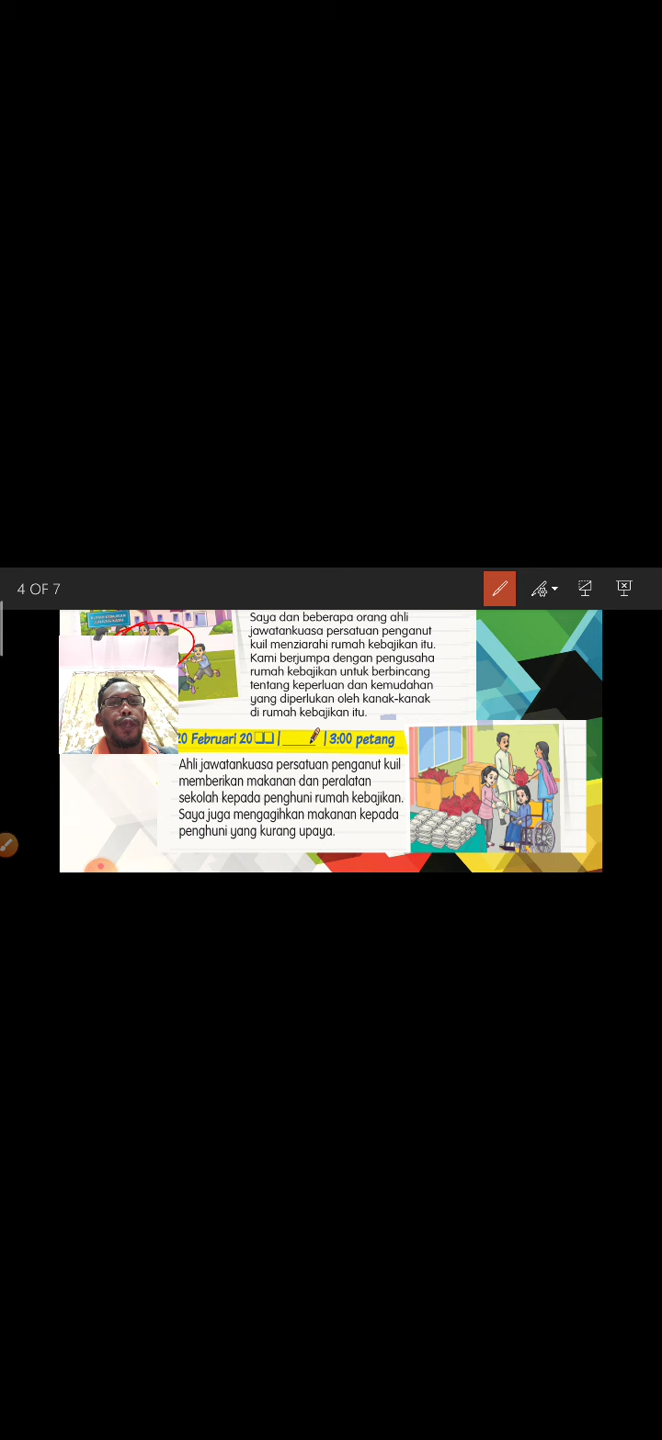 4 OF 7
Saya dan beberapa orang ahli
jawatankuasa persatuan penganut
kuil menziarahi rumah kebajikan itu.
Kami berjumpa dengan pengusaha
rumah kebajikan untuk berbincang
tentang keperluan dan kemudahan
yang diperlukan oleh kanak-kanak
di rumah kebajikan itu.
20 Februari 20□□ |______ | 3:00 petang
Ahli jawatankuasa persatuan penganut kuil
memberikan makanan dan peralatan
sekolah kepada penghuni rumah kebajikan.
Saya juga mengagihkan makanan kepada
penghuni yang kurang upaya.